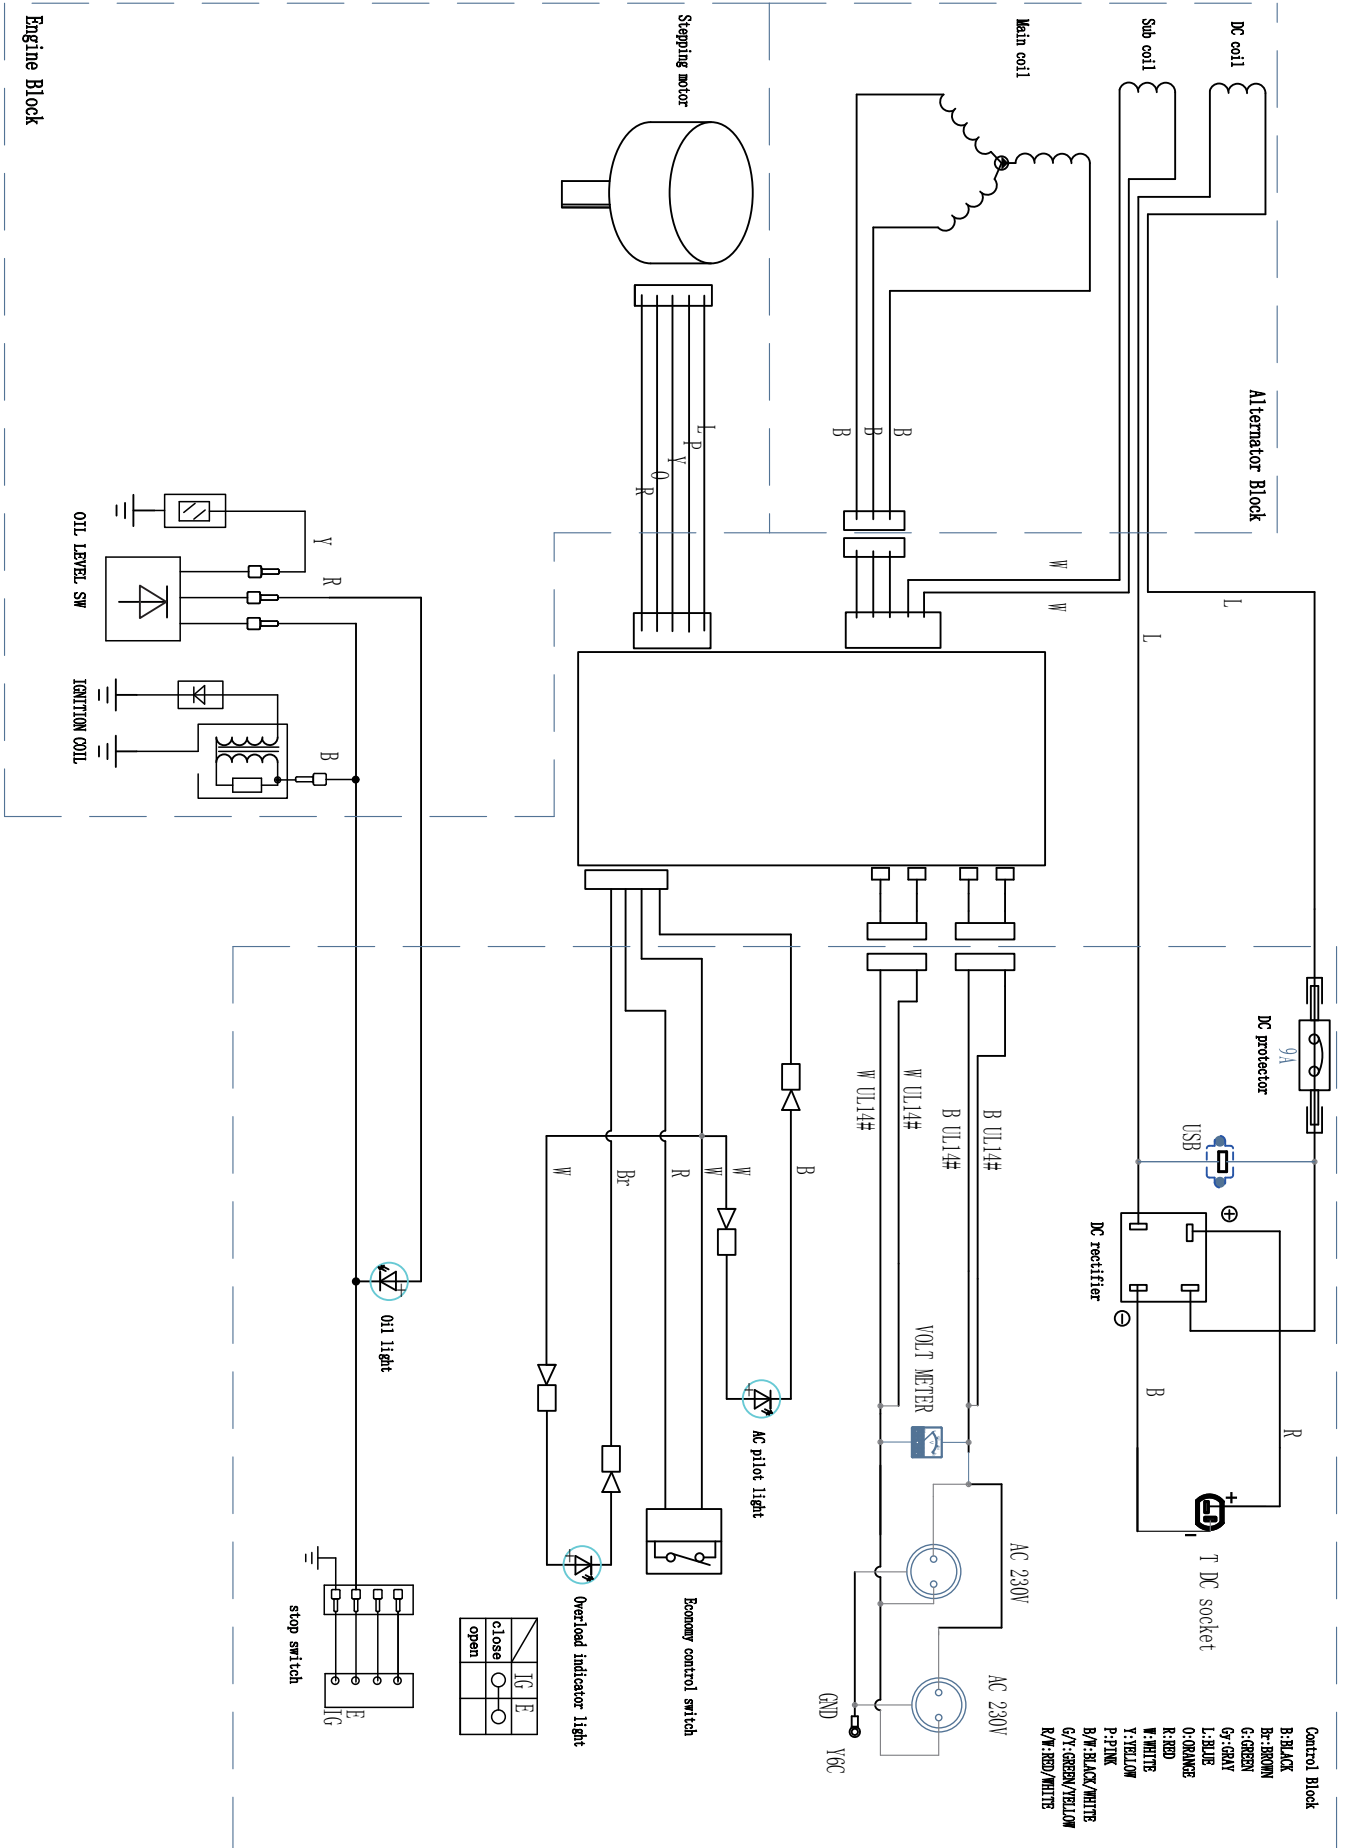 Engine Block
Alternator Block
DC coil
Sub coil
Main coil
Stepping motor
B
B
B
L
P
Y
O
R
W
W
L
L
OIL LEVEL SW
Y
R
IGNITION COIL
B
DC protector
9A
USB
DC rectifier
+
−
B
R
T DC socket
+
−
B UL14#
B UL14#
W UL14#
W UL14#
VOLT METER
AC 230V
AC 230V
GND
Y6C
B
W
W
R
Br
W
AC pilot light
+
Economy control switch
Overload indicator light
+
Oil light
+
stop switch
E
IG
IG E
close
open
Control Block
B:BLACK
Br:BROWN
G:GREEN
Gy:GRAY
L:BLUE
O:ORANGE
R:RED
W:WHITE
Y:YELLOW
P:PINK
B/W:BLACK/WHITE
G/Y:GREEN/YELLOW
R/W:RED/WHITE